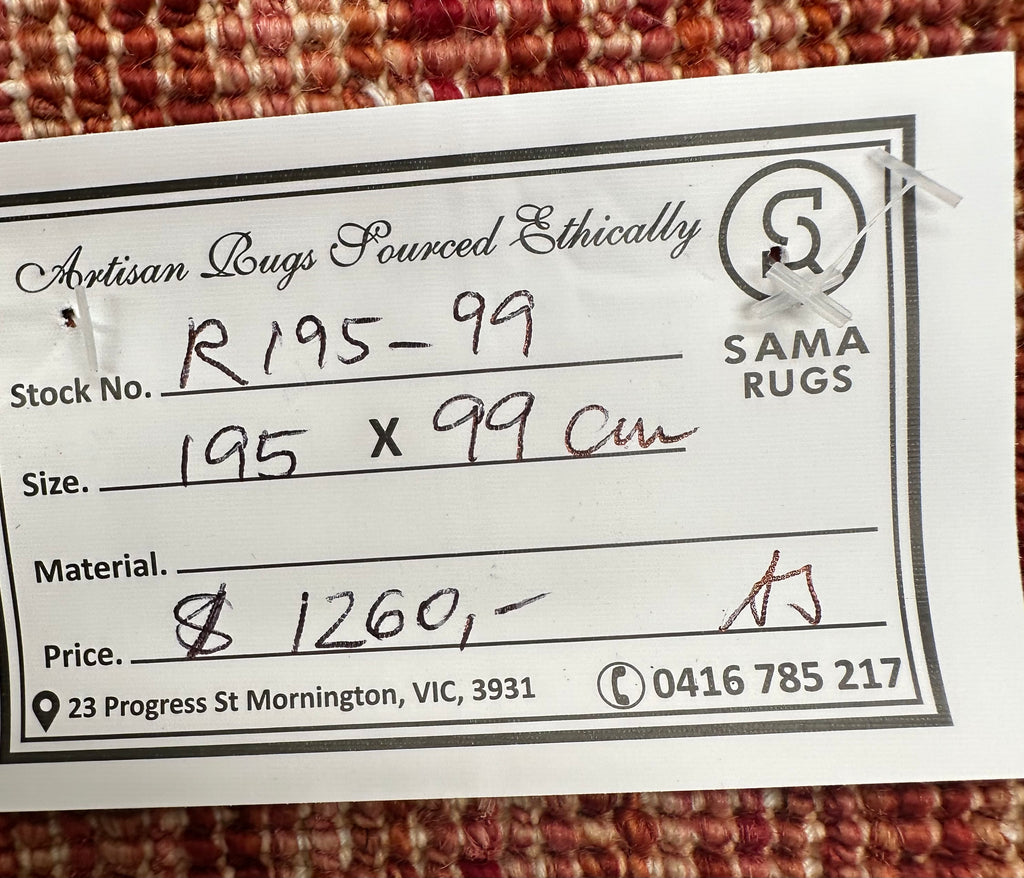 Artisan Rugs Sourced Ethically
SAMA
RUGS
Stock No. R195-99
Size. 195 x 99 cm
Material.
Price. $ 1260,-
23 Progress St Mornington, VIC, 3931
0416 785 217